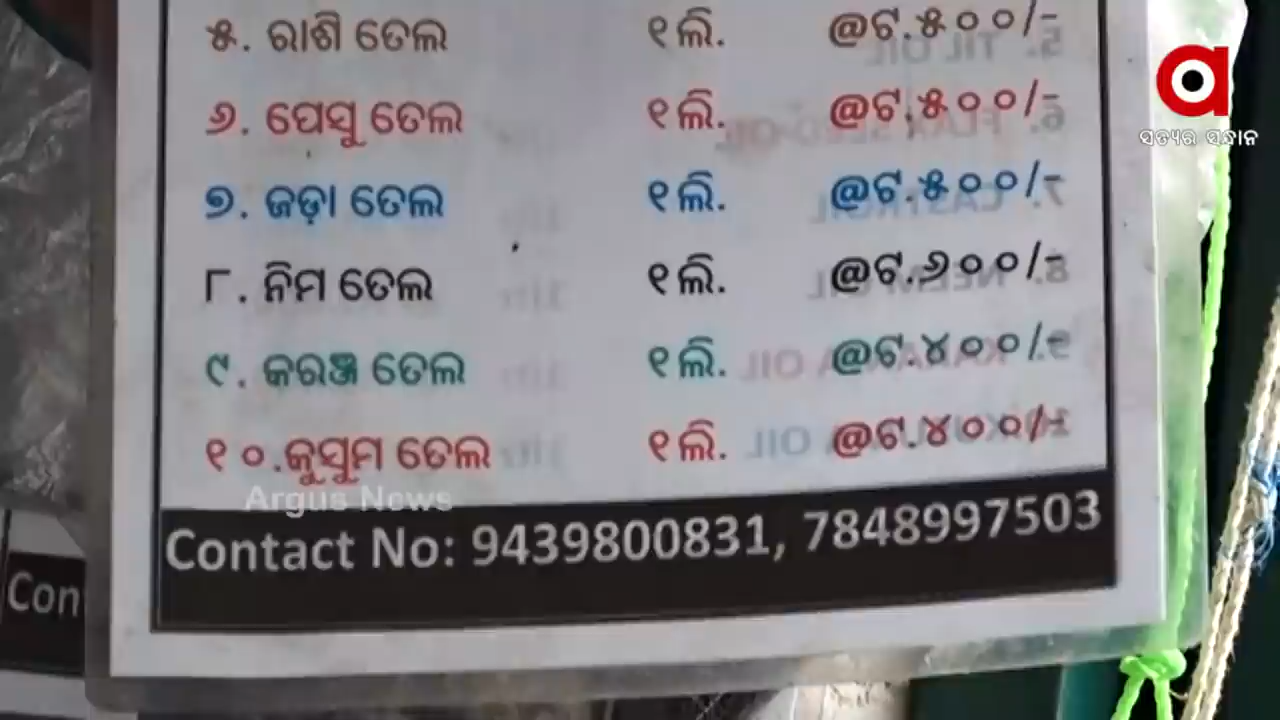 ୫. ରାଶି ତେଲ ୧ ଲି. @ଟ.୫୦୦/-
୬. ପେସୁ ତେଲ ୧ ଲି. @ଟ.୫୦୦/-
୭. ଜଡ଼ା ତେଲ ୧ ଲି. @ଟ.୫୦୦/-
୮. ନିମ ତେଲ ୧ ଲି. @ଟ.୬୦୦/-
୯. କରଞ୍ଜ ତେଲ ୧ ଲି. @ଟ.୪୦୦/-
୧୦.କୁସୁମ ତେଲ ୧ ଲି. @ଟ.୪୦୦/-
Argus News
Contact No: 9439800831, 7848997503
Con
a
ସତ୍ୟର ସନ୍ଧାନ